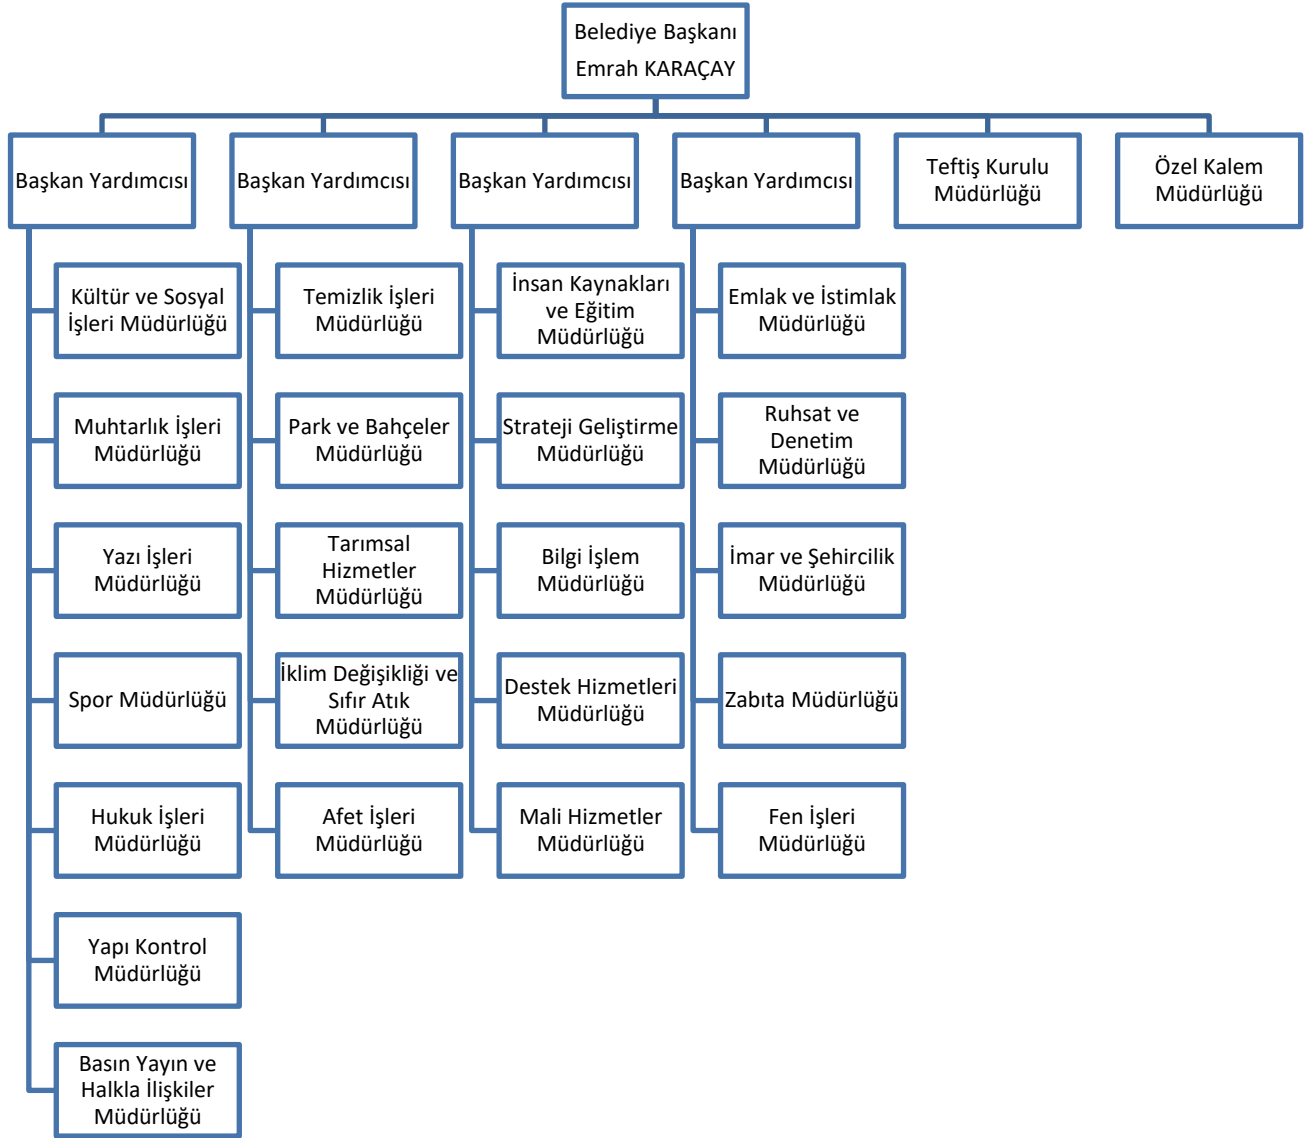 Belediye Başkanı
Emrah KARAÇAY
Başkan Yardımcısı
Kültür ve Sosyal
İşleri Müdürlüğü
Muhtarlık İşleri
Müdürlüğü
Yazı İşleri
Müdürlüğü
Spor Müdürlüğü
Hukuk İşleri
Müdürlüğü
Yapı Kontrol
Müdürlüğü
Basın Yayın ve
Halkla İlişkiler
Müdürlüğü
Başkan Yardımcısı
Temizlik İşleri
Müdürlüğü
Park ve Bahçeler
Müdürlüğü
Tarımsal
Hizmetler
Müdürlüğü
İklim Değişikliği ve
Sıfır Atık
Müdürlüğü
Afet İşleri
Müdürlüğü
Başkan Yardımcısı
İnsan Kaynakları
ve Eğitim
Müdürlüğü
Strateji Geliştirme
Müdürlüğü
Bilgi İşlem
Müdürlüğü
Destek Hizmetleri
Müdürlüğü
Mali Hizmetler
Müdürlüğü
Başkan Yardımcısı
Emlak ve İstimlak
Müdürlüğü
Ruhsat ve
Denetim
Müdürlüğü
İmar ve Şehircilik
Müdürlüğü
Zabıta Müdürlüğü
Fen İşleri
Müdürlüğü
Teftiş Kurulu
Müdürlüğü
Özel Kalem
Müdürlüğü